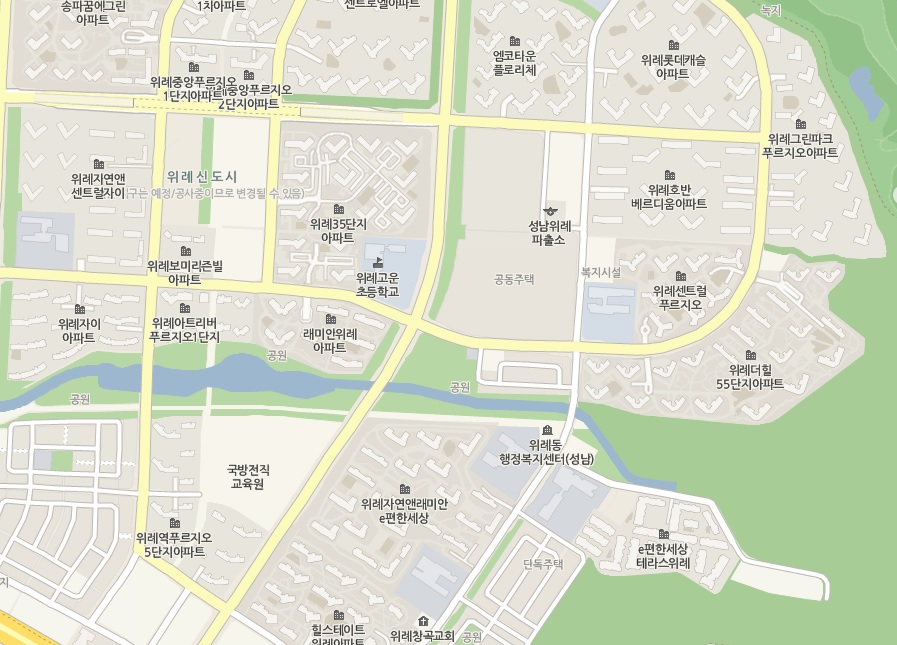 송파꿈에그린
아파트
1치아파트
센트로엘아파트
녹지
엠코타운
플로리체
위례롯데캐슬
아파트
위례중앙푸르지오
1단지아파트
위례중앙푸르지오
2단지아파트
위례그린파크
푸르지오아파트
위례자연앤
센트럴자이
위례신도시
(구는 예정/공사중이므로 변경될 수 있음)
위례호반
베르디움아파트
위례35단지
아파트
성남위례
파출소
위례보미리즌빌
아파트
위례고운
초등학교
공동주택
복지시설
위례센트럴
푸르지오
위례자이
아파트
위례아트리버
푸르지오1단지
래미안위례
아파트
공원
위례더힐
55단지아파트
공원
공원
위례동
행정복지센터(성남)
국방전직
교육원
위례자연앤래미안
e편한세상
위례역푸르지오
5단지아파트
e편한세상
테라스위례
단독주택
지
힐스테이트
위례아파트
위례창곡교회
공원